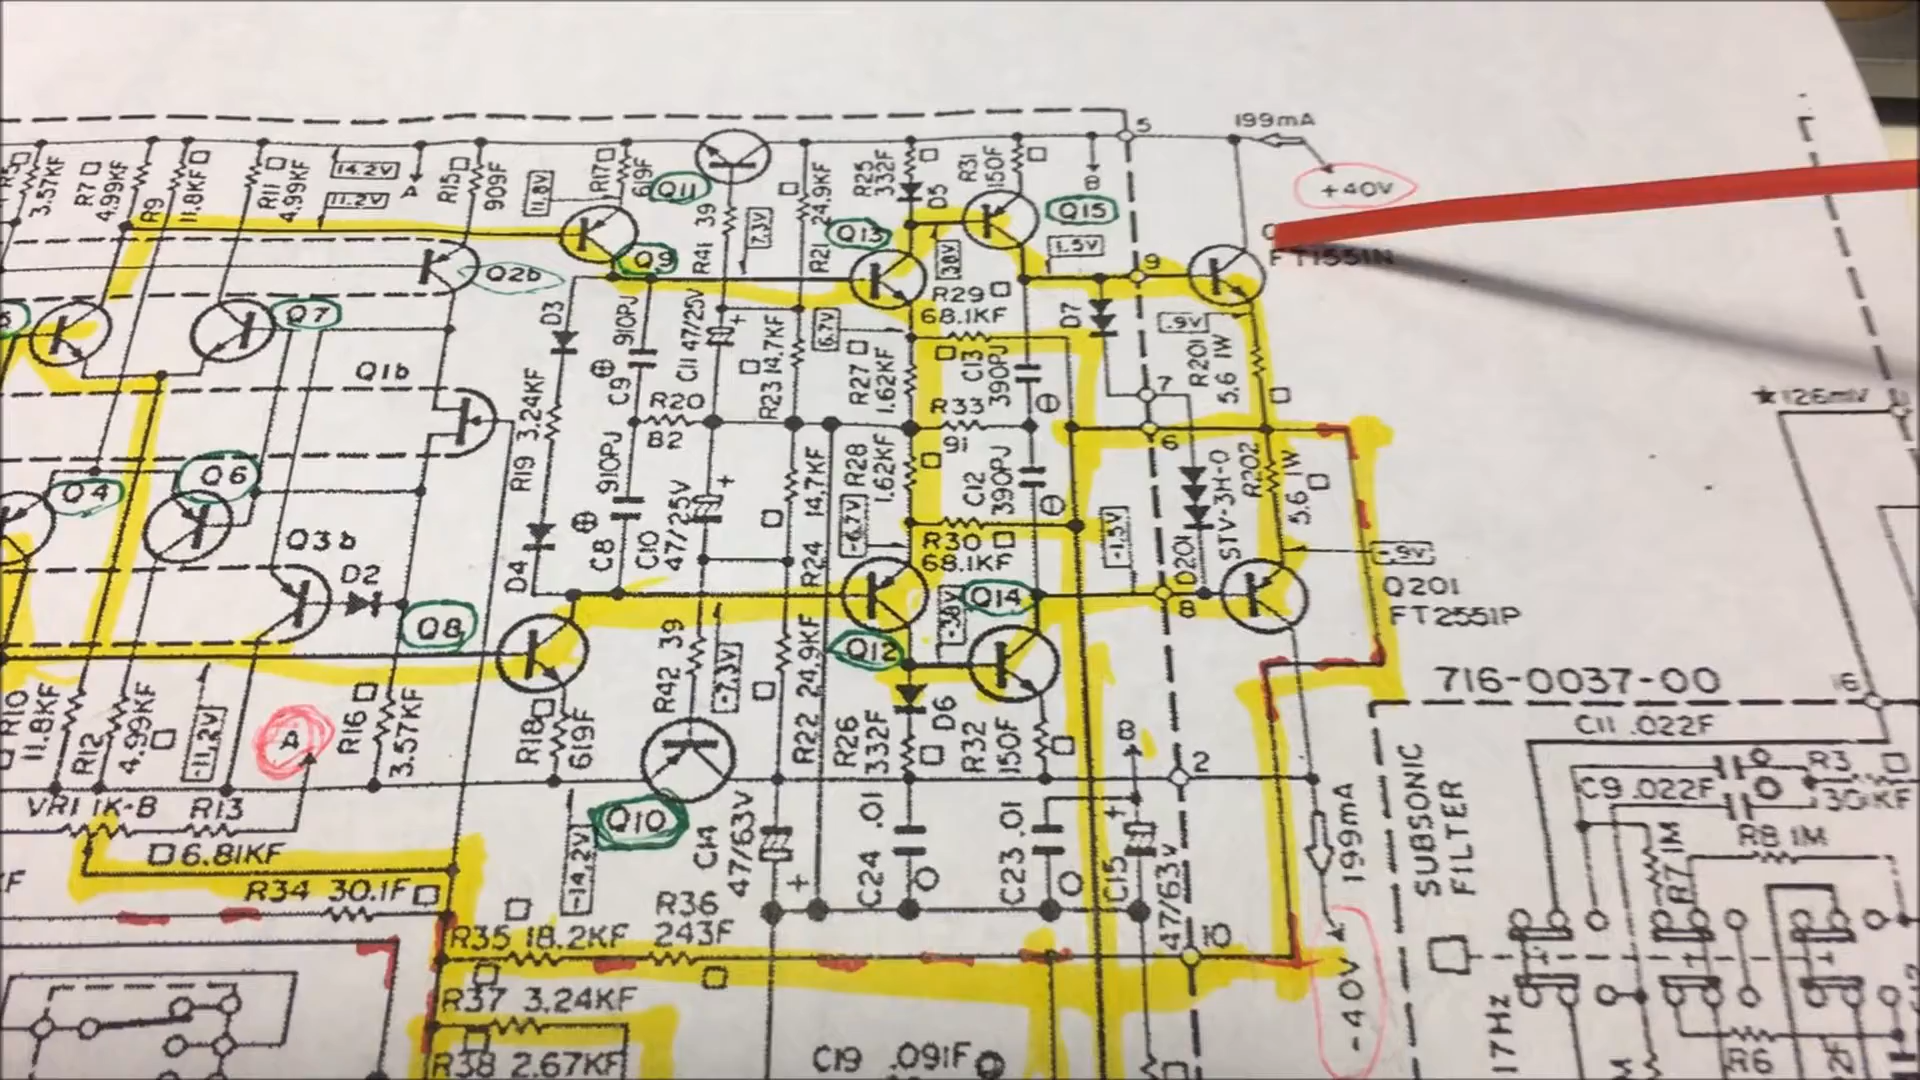 199mA
5
+40V
R5
3.57KF
R7
4.99KF
R9
11.8KF
R11
4.99KF
14.2V
11.2V
A
R15
909F
11.8V
R17
619F
Q11
R41 39
7.3V
R21
24.9KF
R25
332F
D5
R31
150F
B
Q15
Q13
38V
1.5V
9
FT1551N
Q9
Q2b
Q7
Q1b
D3
910PJ
C9
C11 47/25V
+
R20
82
R23 14.7KF
6.7V
R27
1.62KF
R29
68.1KF
C13
390PJ
D7
.9V
R201
5.6 1W
7
R33
91
6
*126mV
R19 3.24KF
Q4
Q6
Q3b
D2
Q8
D4
C8
910PJ
C10
47/25V
+
R24
14.7KF
-6.7V
R28
1.62KF
C12
390PJ
R30
68.1KF
-1.5V
D201
STV-3H-O
R202
5.6 1W
-.9V
Q201
FT2551P
8
Q14
-38V
Q12
R42 39
-7.3V
R22 24.9KF
R26
332F
D6
R32
150F
B
2
716-0037-00
16
R10
11.8KF
R12
4.99KF
-11.2V
A
R16
3.57KF
R18
619F
Q10
-14.2V
C14
47/63V
+
C24 .01
C23 .01
C15
+
47/63V
199mA
-40V
VR1 1K-B
R13
6.81KF
R34 30.1F
R35 18.2KF
R36
243F
10
R37 3.24KF
R38 2.67KF
C19 .091F
C11 .022F
C9 .022F
R3
R8 1M
R7 1M
SUBSONIC
FILTER
17Hz
R6